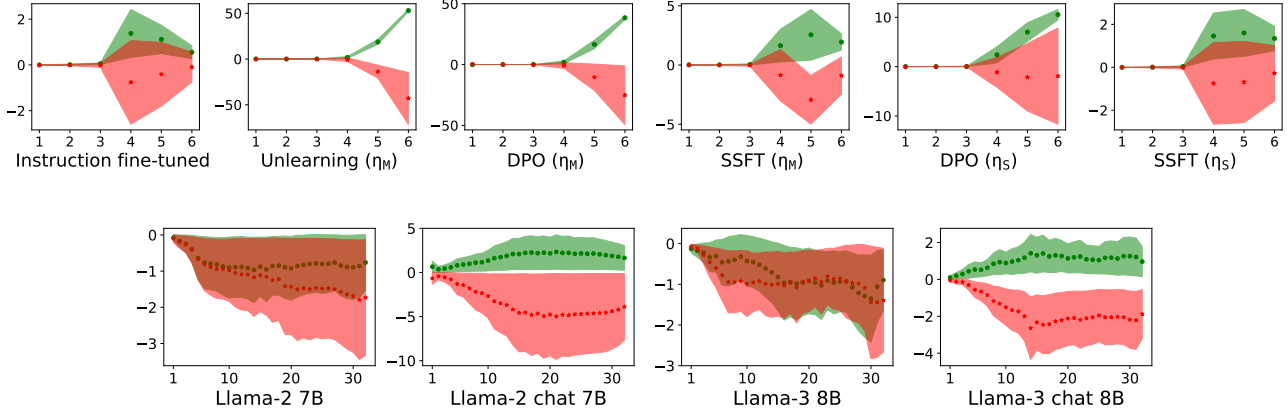 2
0
−2
1 2 3 4 5 6
Instruction fine-tuned
50
0
−50
1 2 3 4 5 6
Unlearning (ηM)
50
0
−50
1 2 3 4 5 6
DPO (ηM)
5
0
−5
1 2 3 4 5 6
SSFT (ηM)
10
0
−10
1 2 3 4 5 6
DPO (ηS)
2
0
−2
1 2 3 4 5 6
SSFT (ηS)
0
−1
−2
−3
1 10 20 30
Llama-2 7B
5
0
−5
−10
1 10 20 30
Llama-2 chat 7B
0
−1
−2
−3
1 10 20 30
Llama-3 8B
4
2
0
−2
−4
1 10 20 30
Llama-3 chat 8B